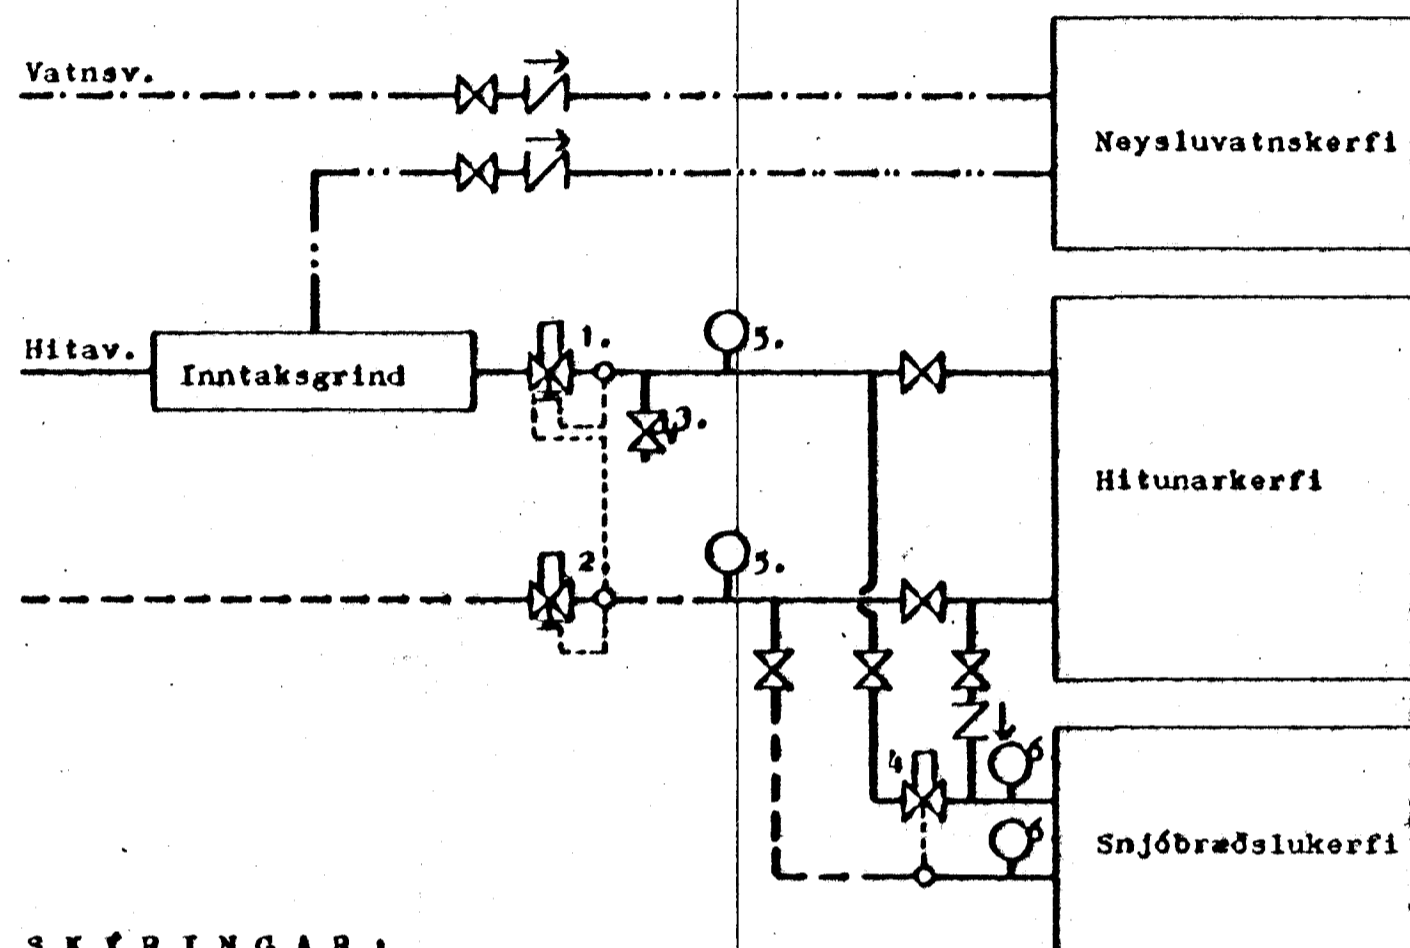 Vatnsv.
Neysluvatnskerfi
Hitav.
Inntaksgrind
1.
5.
3.
Hitunarkerfi
2
5.
4
6
6
Snjóbræðslukerfi
SKÝRINGAR: